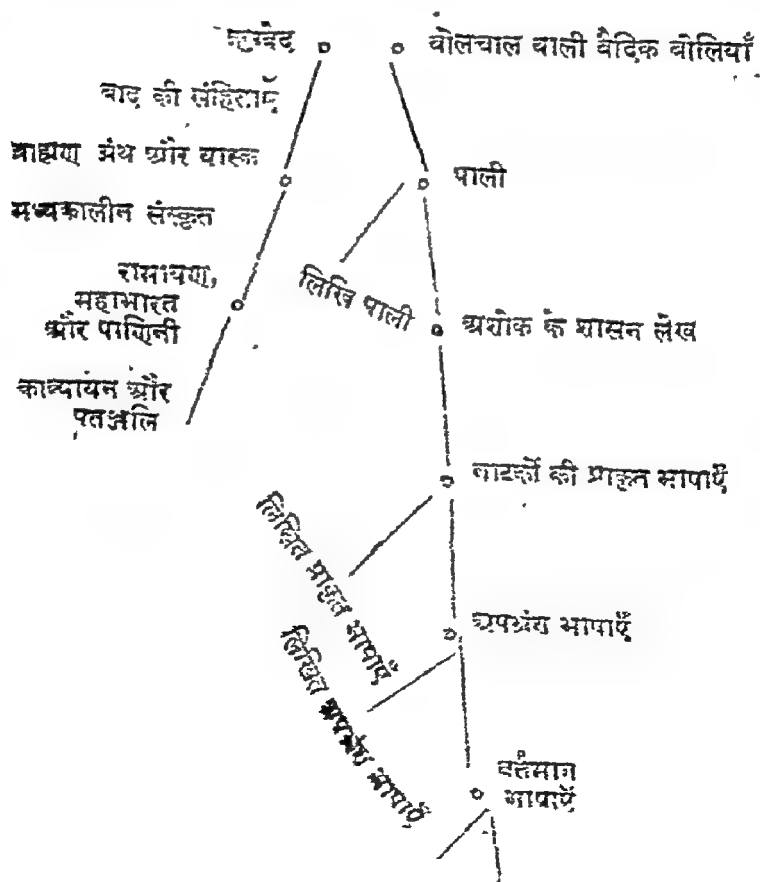 ऋग्वेद
बोलचाल वाली वैदिक बोलियाँ
बाद की संहिताएँ
ब्राह्मण ग्रंथ और यास्क
पाली
मध्यकालीन संस्कृत
रामायण,
महाभारत
और पाणिनी
लिखि पाली
अशोक के शासन लेख
कात्यायन और
पतञ्जलि
नाटकों की प्राकृत भाषाएँ
लिखित प्राकृत भाषाएँ
अपभ्रंश भाषाएँ
लिखित अपभ्रंश भाषाएँ
वर्तमान
भाषाएँ